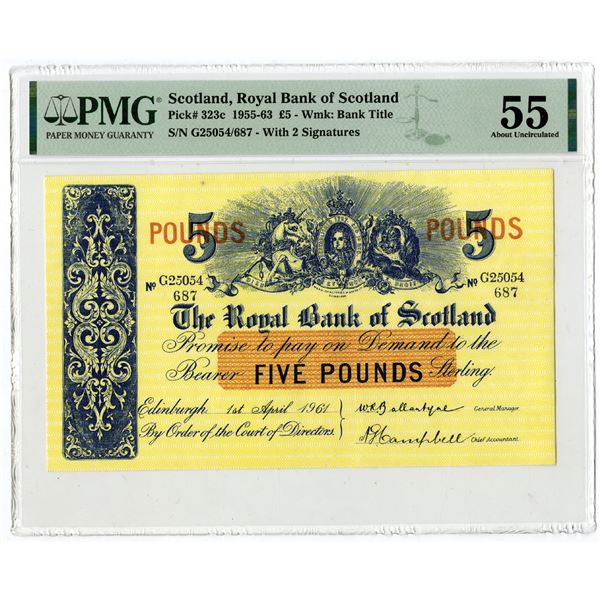 PMG
PAPER MONEY GUARANTY
Scotland, Royal Bank of Scotland
Pick# 323c 1955-63 £5 - Wmk: Bank Title
S/N G25054/687 - With 2 Signatures
55
About Uncirculated
5 POUNDS
5 POUNDS
No G25054
687
No G25054
687
The Royal Bank of Scotland
Promise to pay on Demand to the
Bearer FIVE POUNDS Sterling.
Edinburgh 1st April 1961
By Order of the Court of Directors.
W.R. Ballantyne General Manager.
A G Campbell Chief Accountant.